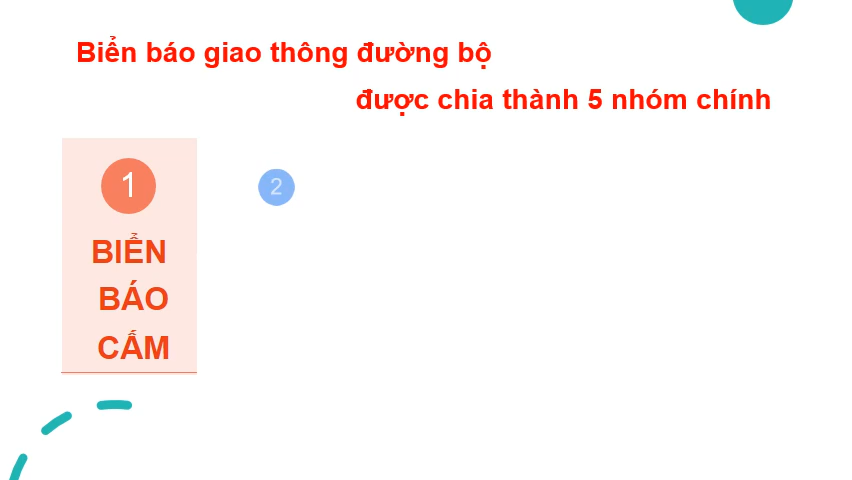 Biển báo giao thông đường bộ
được chia thành 5 nhóm chính
1
2
BIỂN
BÁO
CẤM